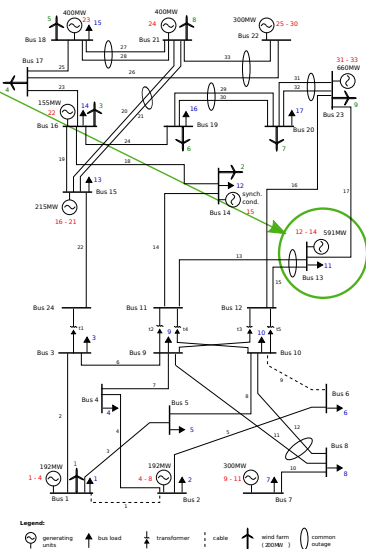 400MW
400MW
5
23
15
24
8
300MW
25 - 30
Bus 18
Bus 21
Bus 22
27
28
33
Bus 17
25
26
31 - 33
660MW
4
23
31
32
29
30
9
155MW
22
14
3
20
21
16
17
Bus 23
Bus 16
Bus 19
Bus 20
24
6
7
19
18
2
13
12
16
17
Bus 15
synch.
cond.
215MW
16 - 21
Bus 14
15
12 - 14
591MW
22
14
13
11
Bus 13
15
Bus 24
Bus 11
Bus 12
t1
t2
t4
t3
t5
3
9
10
Bus 3
Bus 9
Bus 10
6
9
7
Bus 4
4
Bus 6
6
8
2
Bus 5
5
4
5
12
11
3
Bus 8
192MW
1 - 4
1
1
192MW
4 - 8
2
300MW
9 - 11
7
10
8
Bus 1
Bus 2
Bus 7
1
Legend:
generating
units
bus load
transformer
cable
wind farm
(200MW)
common
outage